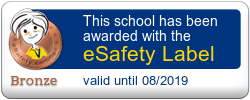 This school has been
awarded with the
eSafety Label
Bronze
valid until 08/2019